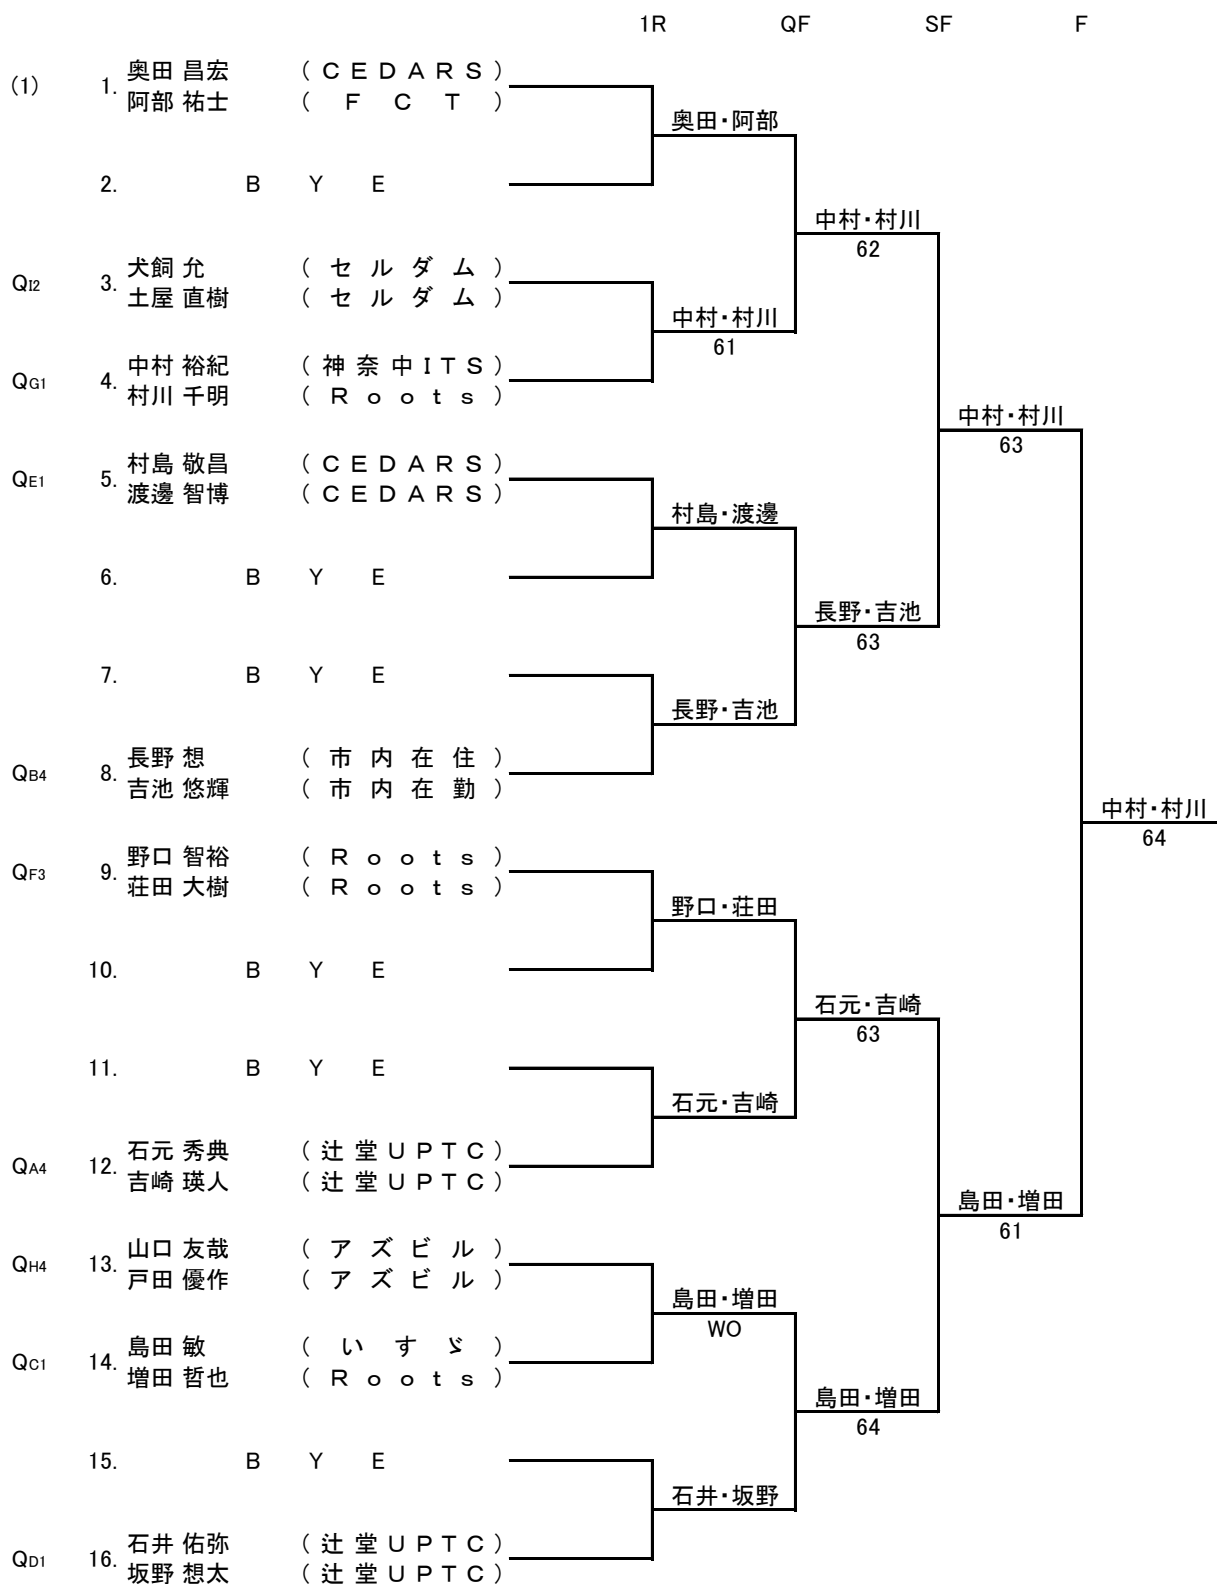 1R QF SF F
(1) 1. 奥田 昌宏 (CEDARS)
阿部 祐士 (FCT)
奥田・阿部
2. BYE
中村・村川
62
QI2 3. 犬飼 允 (セルダム)
土屋 直樹 (セルダム)
中村・村川
61
QG1 4. 中村 裕紀 (神奈中ITS)
村川 千明 (Roots)
中村・村川
63
QE1 5. 村島 敬昌 (CEDARS)
渡邊 智博 (CEDARS)
村島・渡邊
6. BYE
長野・吉池
63
7. BYE
長野・吉池
QB4 8. 長野 想 (市内在住)
吉池 悠輝 (市内在勤)
中村・村川
64
QF3 9. 野口 智裕 (Roots)
荘田 大樹 (Roots)
野口・荘田
10. BYE
石元・吉崎
63
11. BYE
石元・吉崎
QA4 12. 石元 秀典 (辻堂UPTC)
吉崎 瑛人 (辻堂UPTC)
島田・増田
61
QH4 13. 山口 友哉 (アズビル)
戸田 優作 (アズビル)
島田・増田
WO
QC1 14. 島田 敏 (いすゞ)
増田 哲也 (Roots)
島田・増田
64
15. BYE
石井・坂野
QD1 16. 石井 佑弥 (辻堂UPTC)
坂野 想太 (辻堂UPTC)